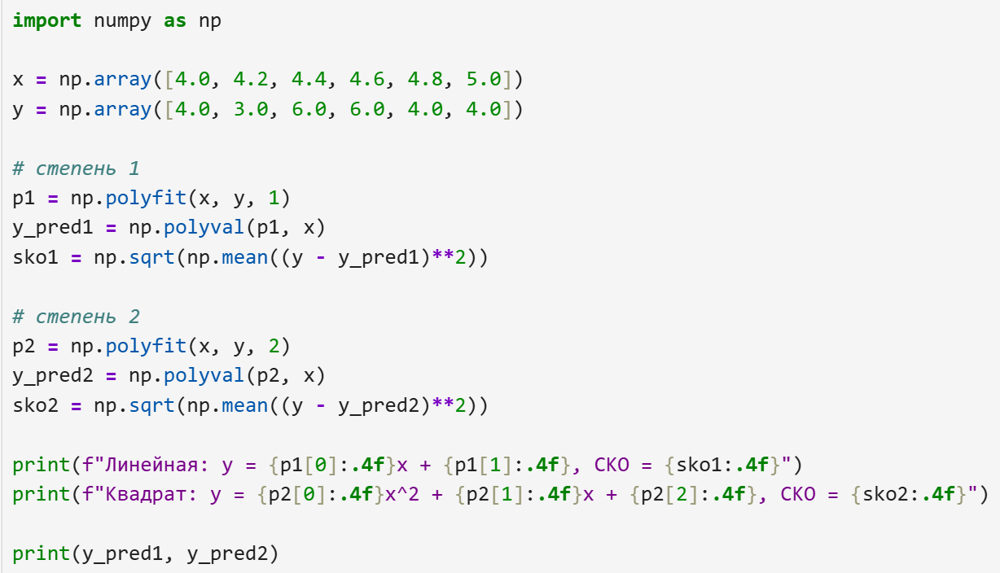 import numpy as np
x = np.array([4.0, 4.2, 4.4, 4.6, 4.8, 5.0])
y = np.array([4.0, 3.0, 6.0, 6.0, 4.0, 4.0])
# степень 1
p1 = np.polyfit(x, y, 1)
y_pred1 = np.polyval(p1, x)
sko1 = np.sqrt(np.mean((y - y_pred1)**2))
# степень 2
p2 = np.polyfit(x, y, 2)
y_pred2 = np.polyval(p2, x)
sko2 = np.sqrt(np.mean((y - y_pred2)**2))
print(f"Линейная: y = {p1[0]:.4f}x + {p1[1]:.4f}, СКО = {sko1:.4f}")
print(f"Квадрат: y = {p2[0]:.4f}x^2 + {p2[1]:.4f}x + {p2[2]:.4f}, СКО = {sko2:.4f}")
print(y_pred1, y_pred2)